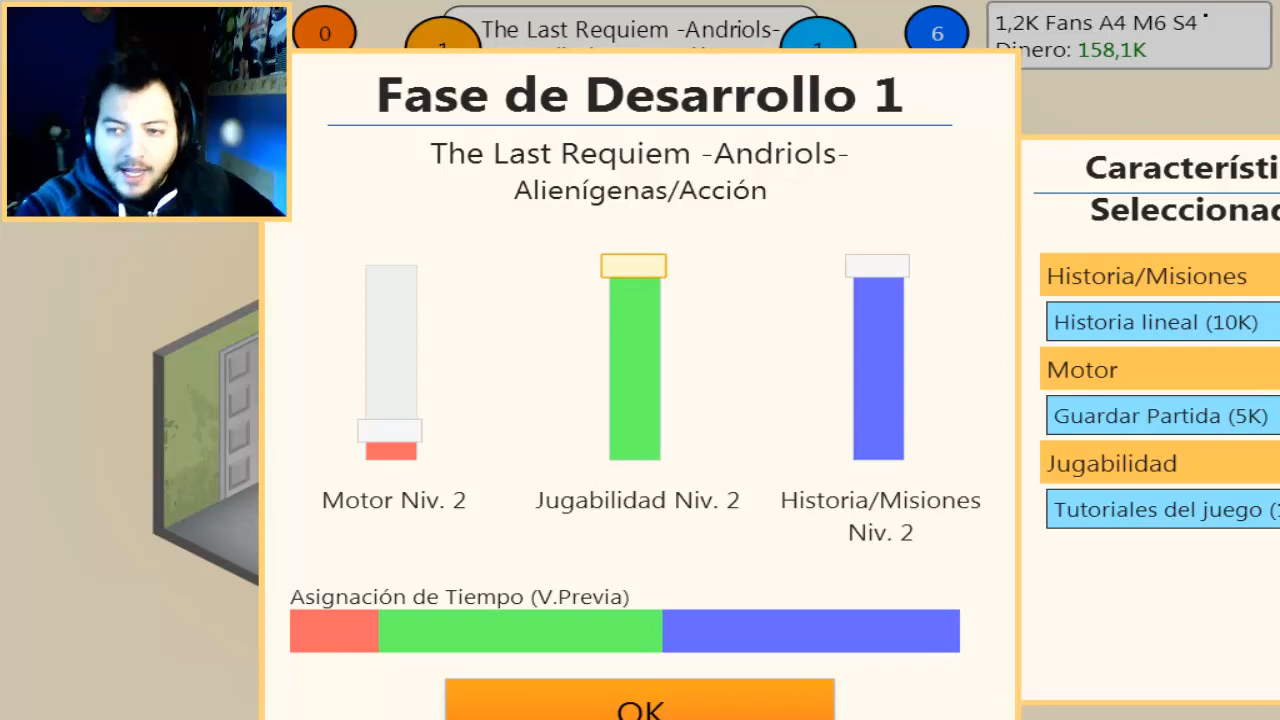 0
1
The Last Requiem -Andriols-
1
6
1,2K Fans A4 M6 S4
Dinero: 158,1K
Fase de Desarrollo 1
The Last Requiem -Andriols-
Alienígenas/Acción
Motor Niv. 2
Jugabilidad Niv. 2
Historia/Misiones
Niv. 2
Asignación de Tiempo (V.Previa)
OK
Historia/Misiones
Historia lineal (10K)
Motor
Guardar Partida (5K)
Jugabilidad
Tutoriales del juego